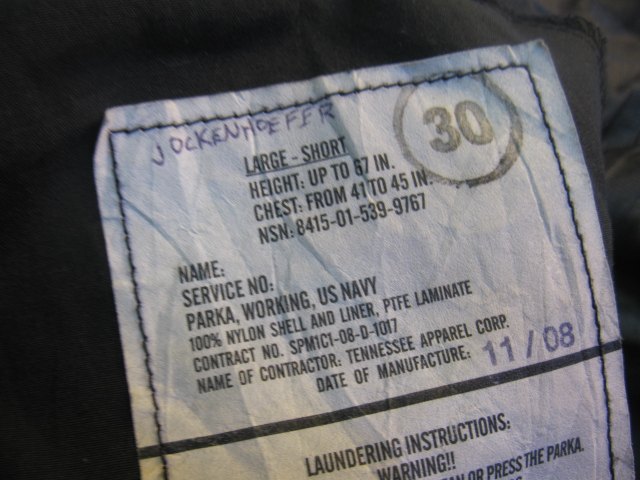 JOCKENHOEFER
30
LARGE - SHORT
HEIGHT: UP TO 67 IN.
CHEST: FROM 41 TO 45 IN.
NSN: 8415-01-539-9767
NAME:
SERVICE NO:
PARKA, WORKING, US NAVY
100% NYLON SHELL AND LINER, PTFE LAMINATE
CONTRACT NO. SPM1C1-08-D-1017
NAME OF CONTRACTOR: TENNESSEE APPAREL CORP.
DATE OF MANUFACTURE: 11 / 08
LAUNDERING INSTRUCTIONS:
WARNING!!
OR PRESS THE PARKA.